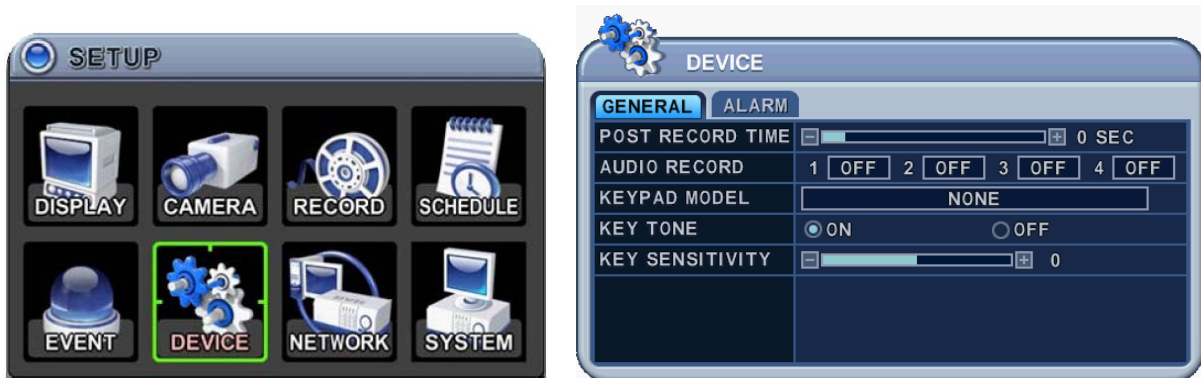 SETUP
DISPLAY CAMERA RECORD SCHEDULE
EVENT DEVICE NETWORK SYSTEM
DEVICE
GENERAL ALARM
POST RECORD TIME 0 SEC
AUDIO RECORD 1 OFF 2 OFF 3 OFF 4 OFF
KEYPAD MODEL NONE
KEY TONE ON OFF
KEY SENSITIVITY 0